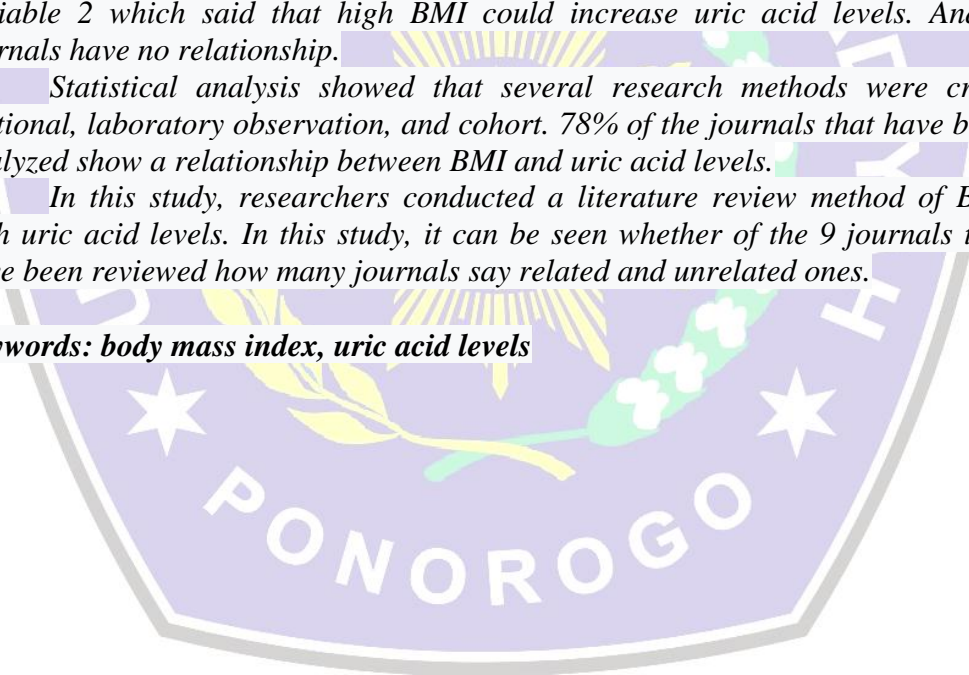 iable 2 which said that high BMI could increase uric acid levels. And
rnals have no relationship.
Statistical analysis showed that several research methods were cr
tional, laboratory observation, and cohort. 78% of the journals that have b
lyzed show a relationship between BMI and uric acid levels.
In this study, researchers conducted a literature review method of B
h uric acid levels. In this study, it can be seen whether of the 9 journals t
e been reviewed how many journals say related and unrelated ones.
ywords: body mass index, uric acid levels
PONOROGO